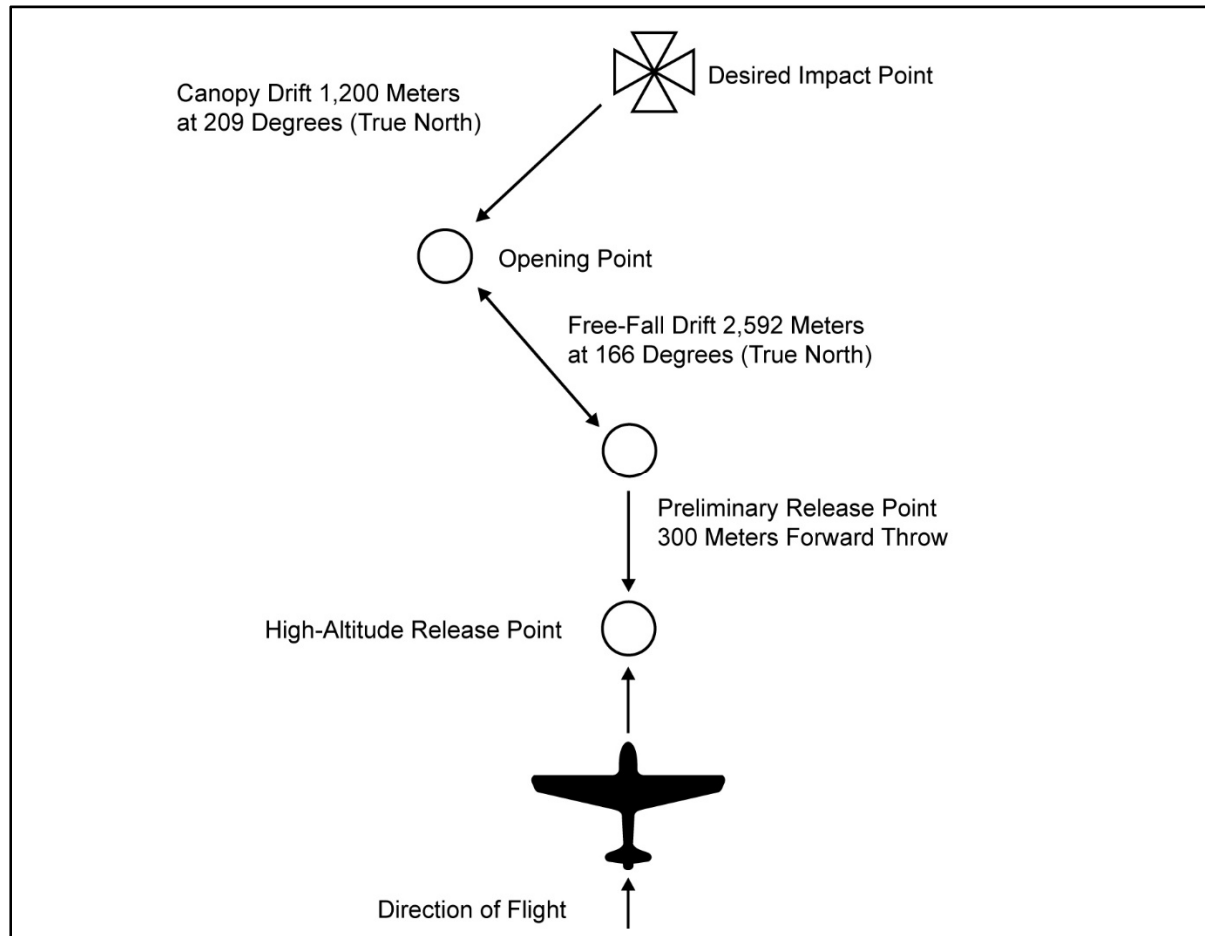 Desired Impact Point
Canopy Drift 1,200 Meters
at 209 Degrees (True North)
Opening Point
Free-Fall Drift 2,592 Meters
at 166 Degrees (True North)
Preliminary Release Point
300 Meters Forward Throw
High-Altitude Release Point
Direction of Flight